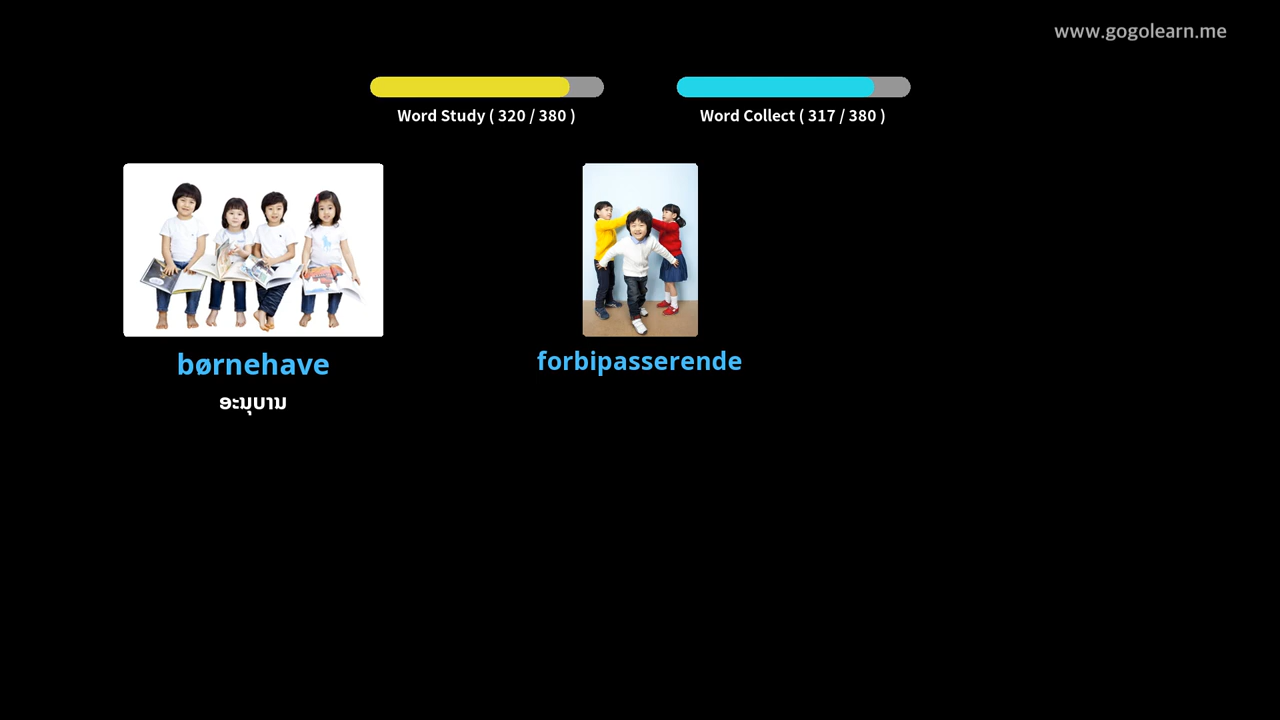 www.gogolearn.me
Word Study ( 320 / 380 )
Word Collect ( 317 / 380 )
børnehave
ອະນຸບານ
forbipasserende